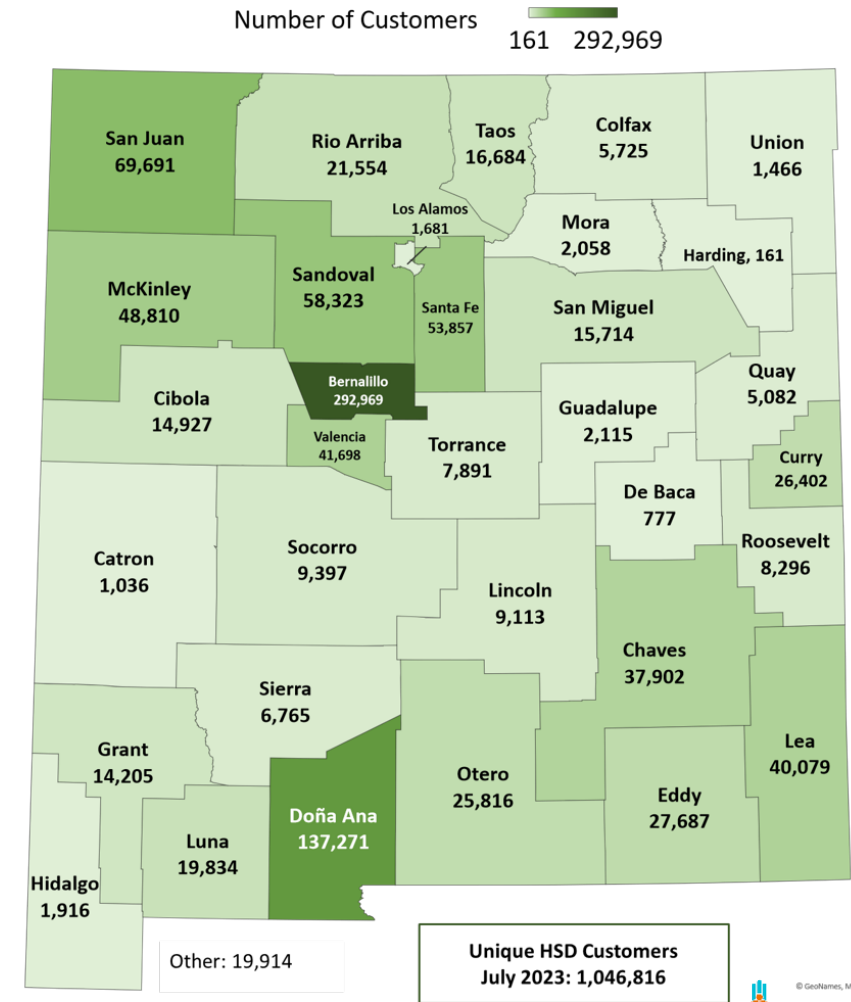 Number of Customers
161 292,969
San Juan
69,691
Rio Arriba
21,554
Taos
16,684
Colfax
5,725
Union
1,466
Los Alamos
1,681
Mora
2,058
Harding, 161
McKinley
48,810
Sandoval
58,323
Santa Fe
53,857
San Miguel
15,714
Quay
5,082
Cibola
14,927
Bernalillo
292,969
Valencia
41,698
Torrance
7,891
Guadalupe
2,115
Curry
26,402
De Baca
777
Roosevelt
8,296
Catron
1,036
Socorro
9,397
Lincoln
9,113
Chaves
37,902
Sierra
6,765
Grant
14,205
Lea
40,079
Otero
25,816
Eddy
27,687
Doña Ana
137,271
Luna
19,834
Hidalgo
1,916
Other: 19,914
Unique HSD Customers
July 2023: 1,046,816
© GeoNames, M